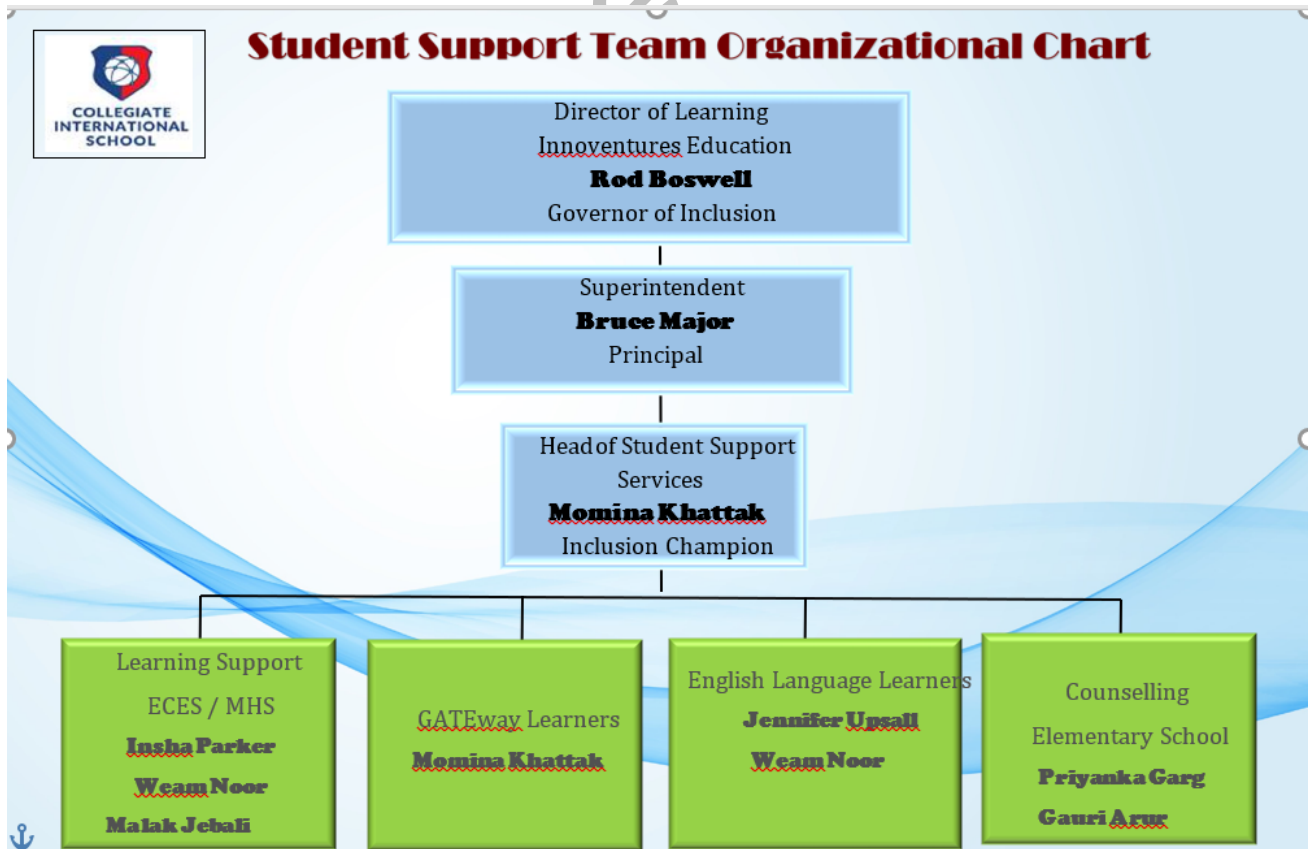 Student Support Team Organizational Chart
COLLEGIATE
INTERNATIONAL
SCHOOL
Director of Learning
Innoventures Education
Rod Boswell
Governor of Inclusion
Superintendent
Bruce Major
Principal
Head of Student Support
Services
Momina Khattak
Inclusion Champion
Learning Support
ECES / MHS
Insha Parker
Weam Noor
Malak Jebali
GATEway Learners
Momina Khattak
English Language Learners
Jennifer Upsall
Weam Noor
Counselling
Elementary School
Priyanka Garg
Gauri Arur